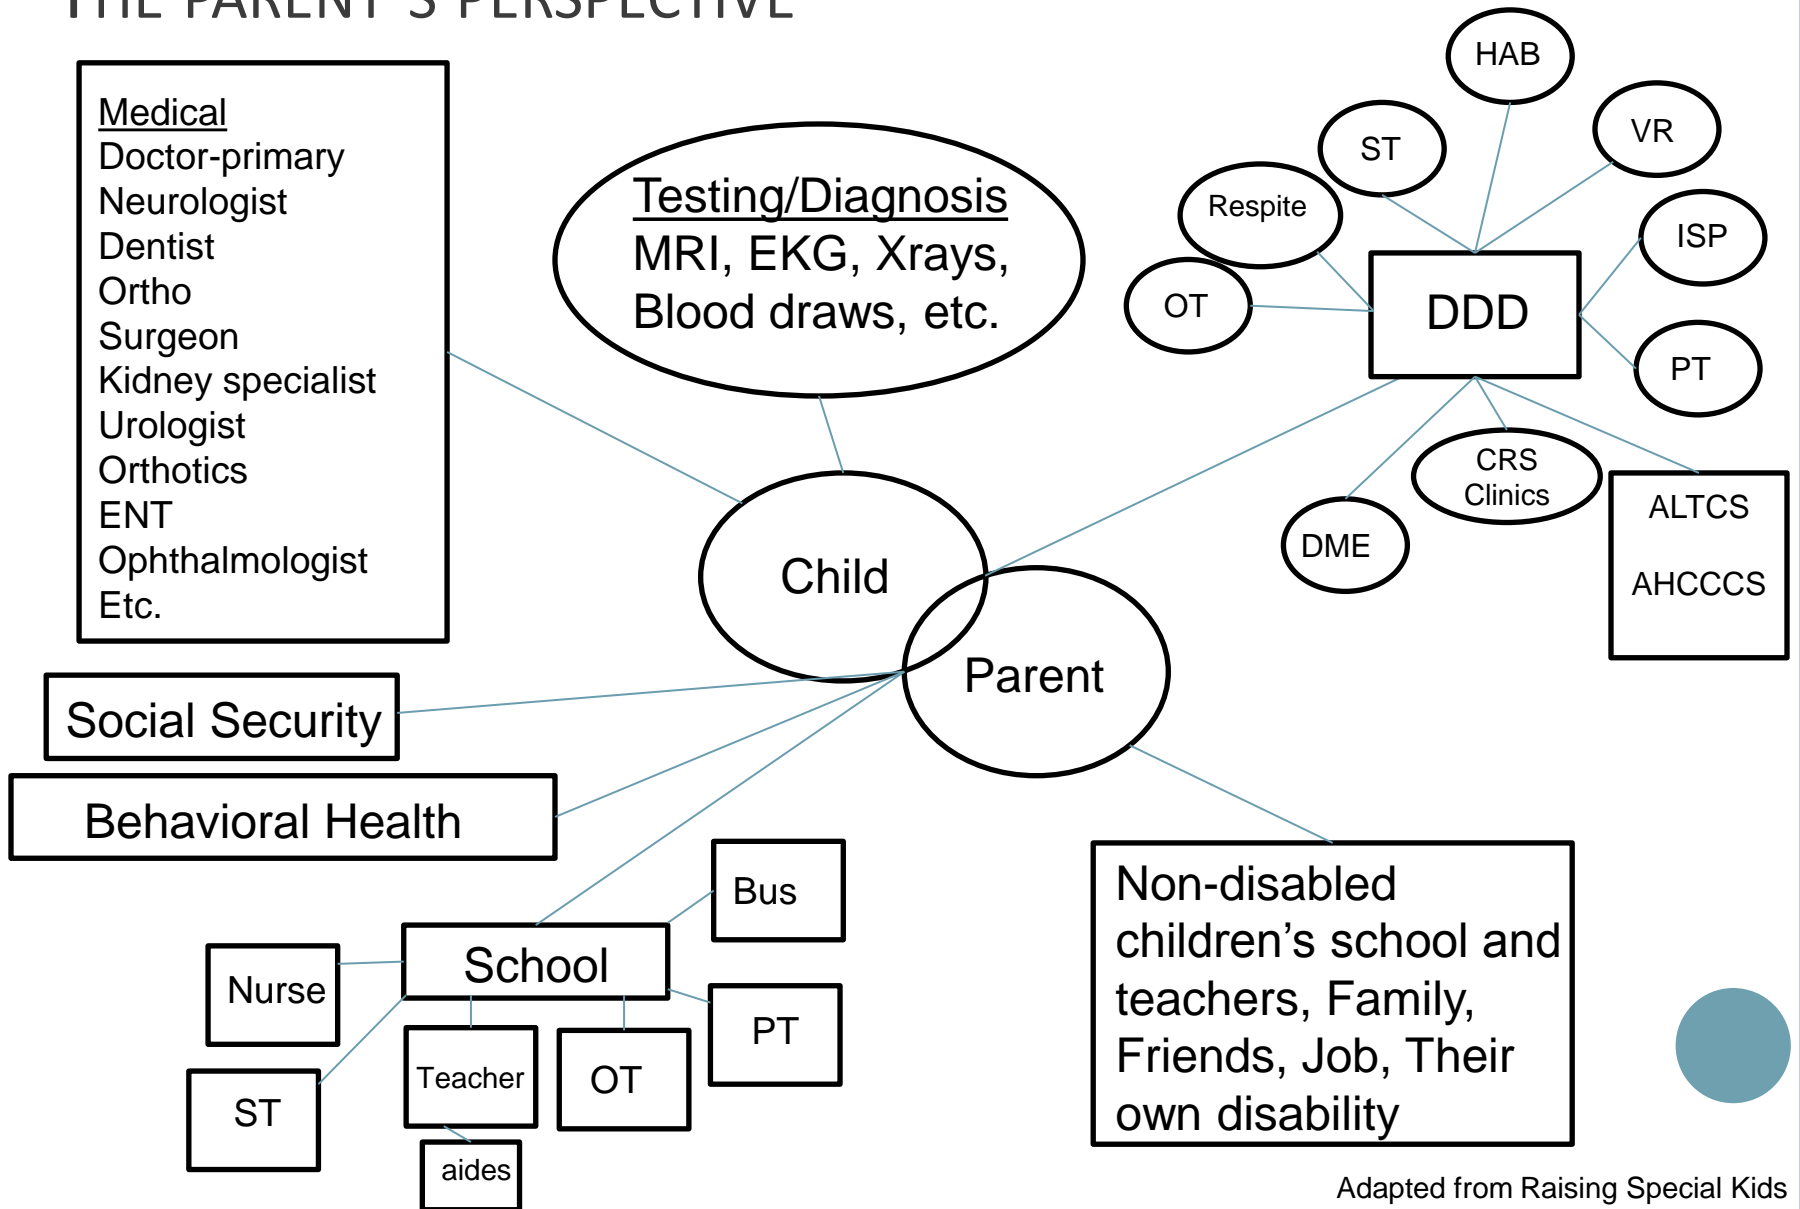 THE PARENT'S PERSPECTIVE
Medical
Doctor-primary
Neurologist
Dentist
Ortho
Surgeon
Kidney specialist
Urologist
Orthotics
ENT
Ophthalmologist
Etc.
Testing/Diagnosis
MRI, EKG, Xrays,
Blood draws, etc.
HAB
VR
ST
Respite
ISP
OT
DDD
PT
CRS
Clinics
DME
ALTCS
AHCCCS
Child
Parent
Social Security
Behavioral Health
Bus
School
Nurse
PT
Teacher
OT
ST
aides
Non-disabled
children’s school and
teachers, Family,
Friends, Job, Their
own disability
Adapted from Raising Special Kids